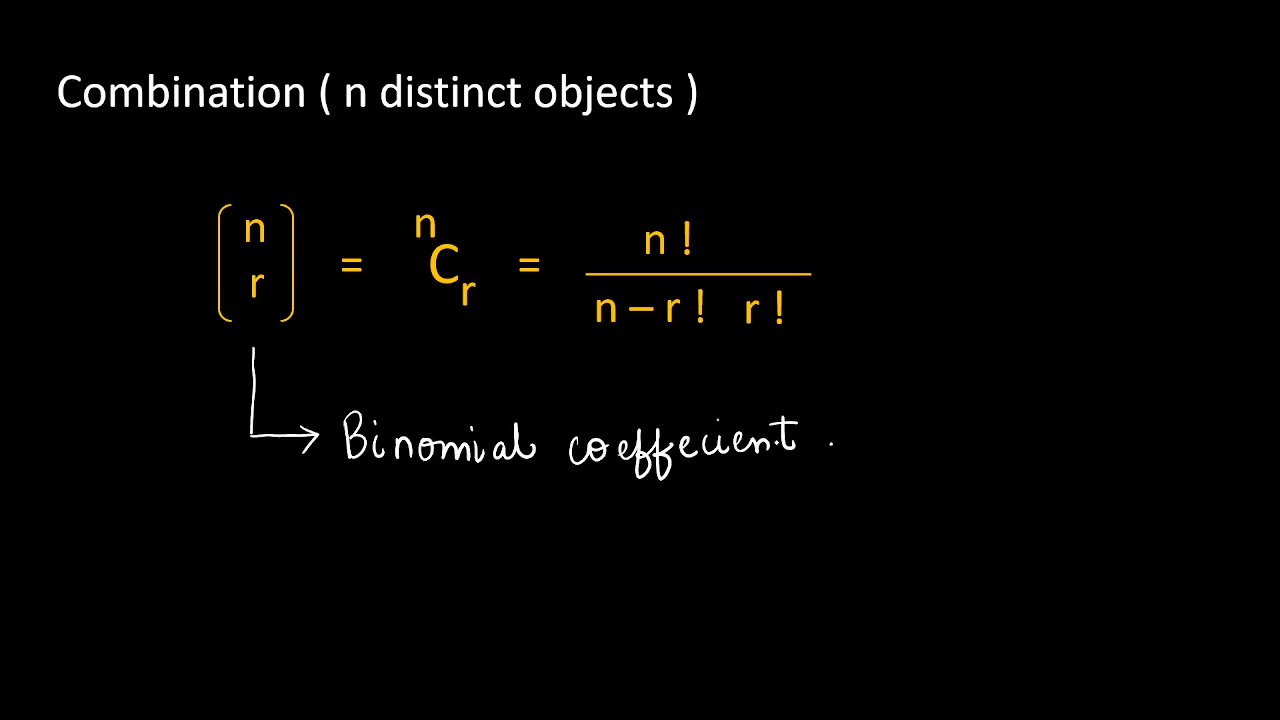 Combination ( n distinct objects )
( n r ) = n C r = n ! / n – r ! r !
Binomial coeffecient .